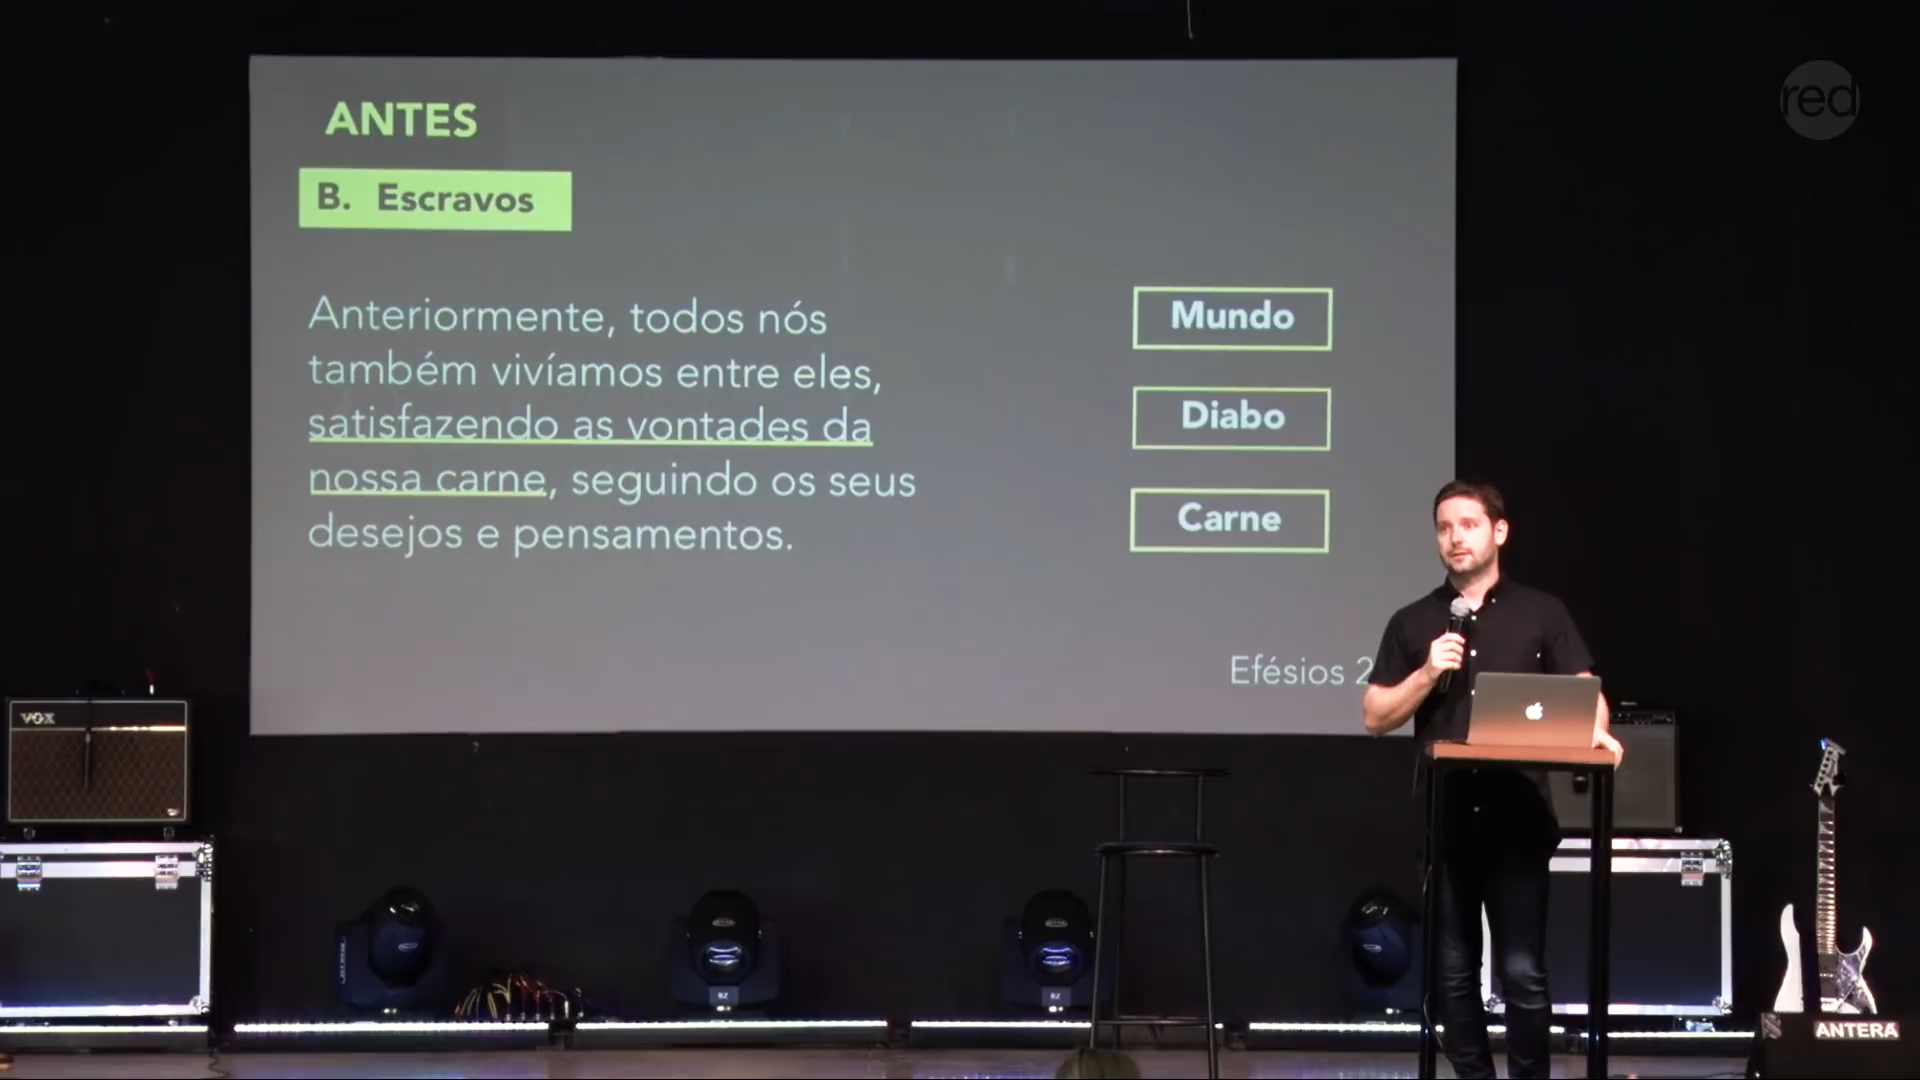 ANTES
B. Escravos
Anteriormente, todos nós
também vivíamos entre eles,
satisfazendo as vontades da
nossa carne, seguindo os seus
desejos e pensamentos.
Mundo
Diabo
Carne
Efésios 2
red
VOX
ANTERA